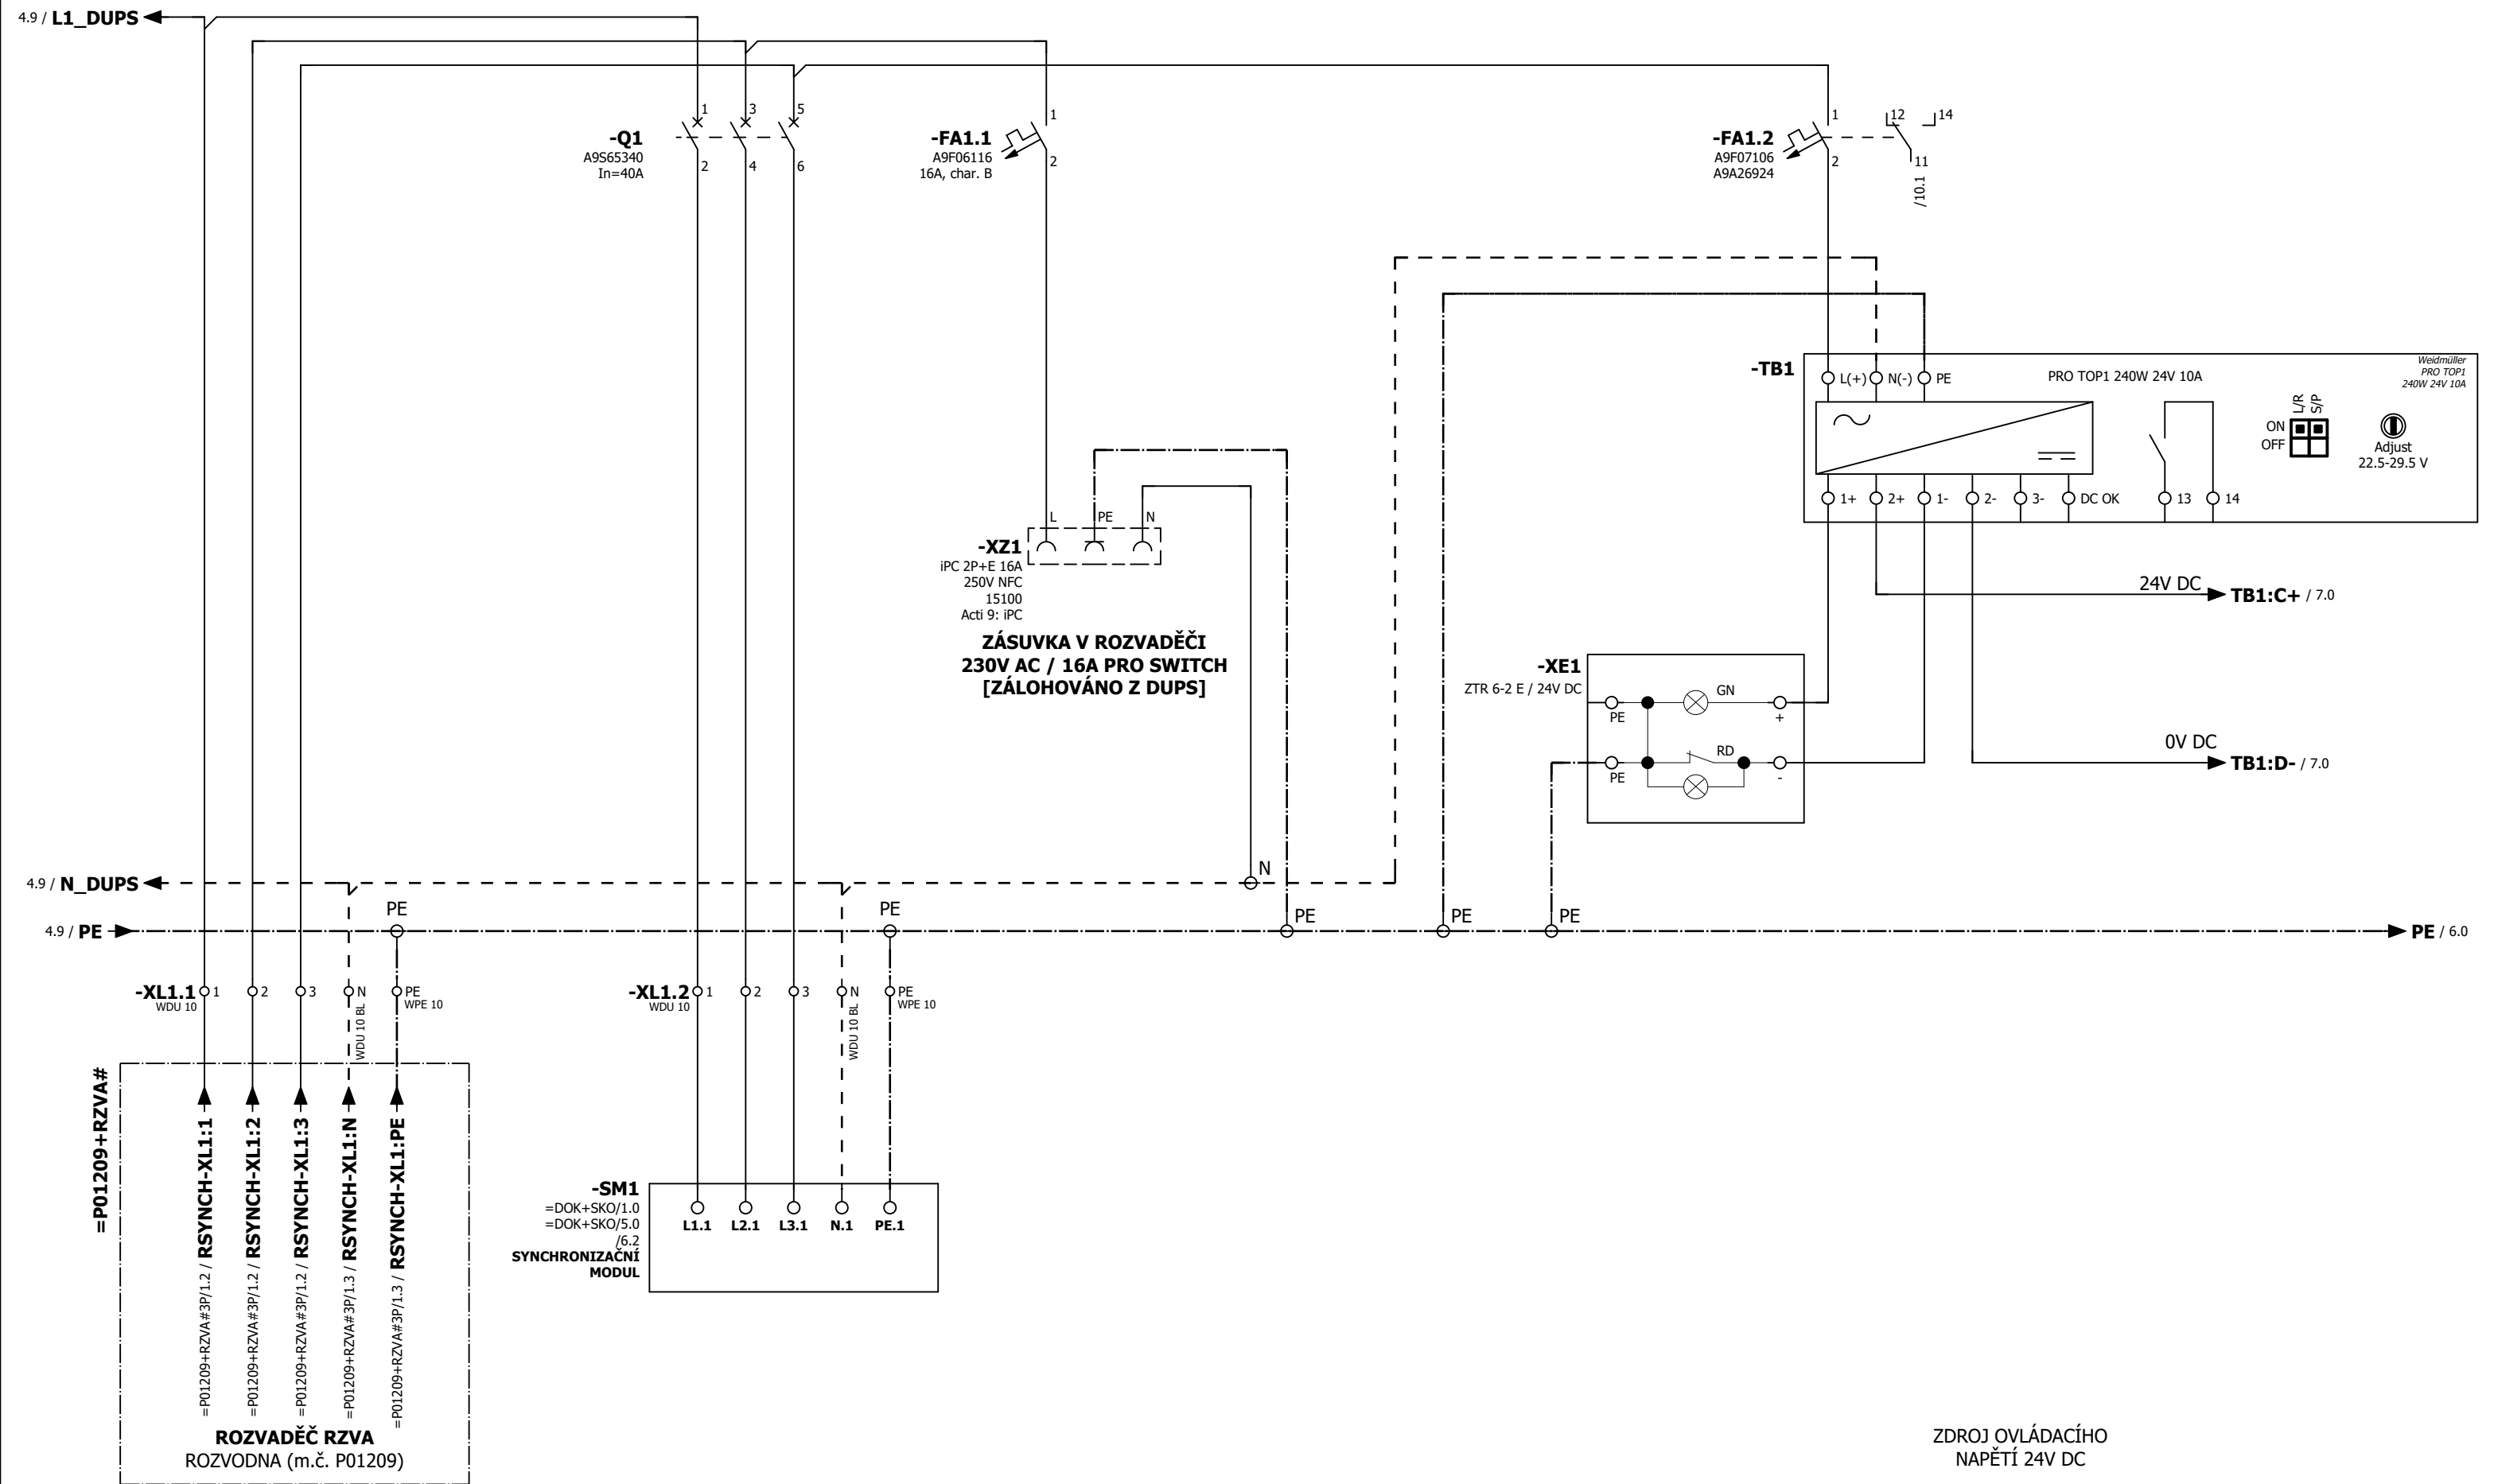 4.9 / L1_DUPS
-Q1
A9S65340
In=40A
1
3
5
2
4
6
-FA1.1
A9F06116
16A, char. B
1
2
-FA1.2
A9F07106
A9A26924
1
2
12
14
11
/10.1
-TB1
L(+)
N(-)
PE
PRO TOP1 240W 24V 10A
Weidmüller
PRO TOP1
240W 24V 10A
L/R
S/P
ON
OFF
Adjust
22.5-29.5 V
1+
2+
1-
2-
3-
DC OK
13
14
L
PE
N
-XZ1
iPC 2P+E 16A
250V NFC
15100
Acti 9: iPC
ZÁSUVKA V ROZVADĚČI
230V AC / 16A PRO SWITCH
[ZÁLOHOVÁNO Z DUPS]
24V DC
TB1:C+ / 7.0
-XE1
ZTR 6-2 E / 24V DC
GN
PE
+
RD
PE
-
0V DC
TB1:D- / 7.0
4.9 / N_DUPS
N
PE
PE
PE
PE
PE
4.9 / PE
PE / 6.0
-XL1.1
WDU 10
1
2
3
N
WDU 10 BL
PE
WPE 10
-XL1.2
WDU 10
1
2
3
N
WDU 10 BL
PE
WPE 10
=P01209+RZVA#
=P01209+RZVA#3P/1.2 / RSYNCH-XL1:1
=P01209+RZVA#3P/1.2 / RSYNCH-XL1:2
=P01209+RZVA#3P/1.2 / RSYNCH-XL1:3
=P01209+RZVA#3P/1.3 / RSYNCH-XL1:N
=P01209+RZVA#3P/1.3 / RSYNCH-XL1:PE
ROZVADĚČ RZVA
ROZVODNA (m.č. P01209)
-SM1
=DOK+SKO/1.0
=DOK+SKO/5.0
/6.2
SYNCHRONIZAČNÍ
MODUL
L1.1
L2.1
L3.1
N.1
PE.1
ZDROJ OVLÁDACÍHO
NAPĚTÍ 24V DC